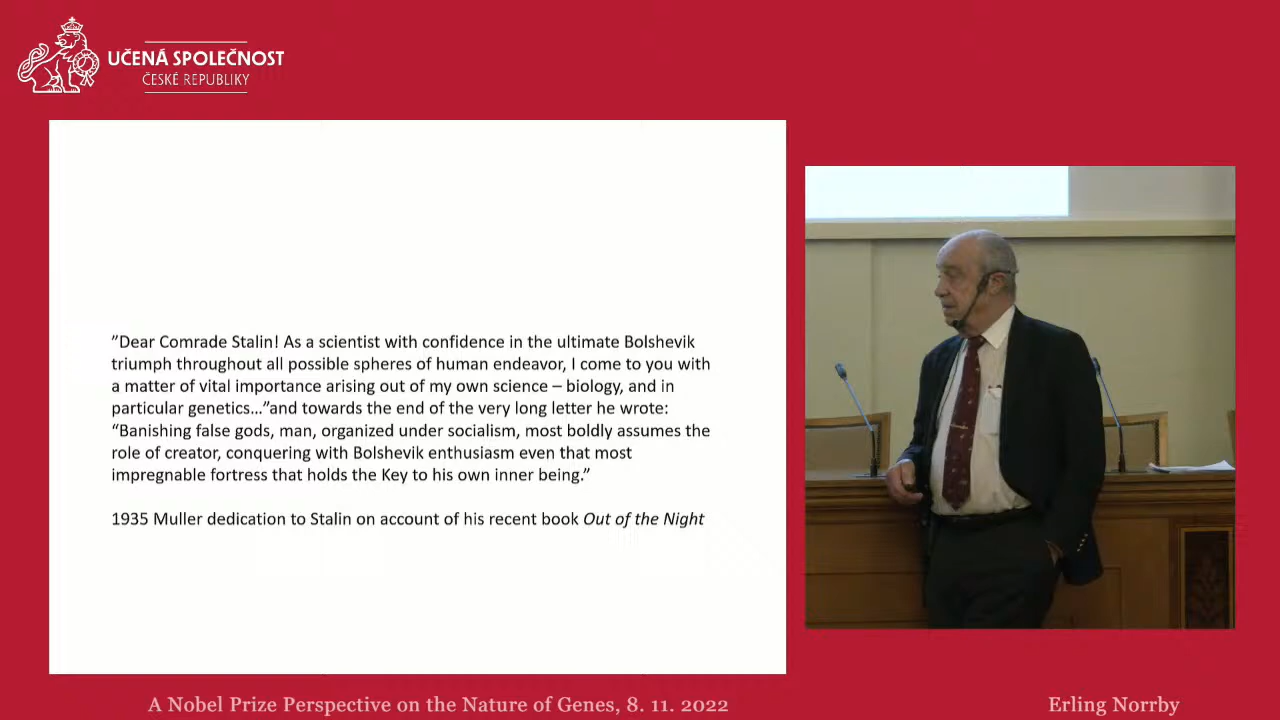 UČENÁ SPOLEČNOST
ČESKÉ REPUBLIKY
”Dear Comrade Stalin! As a scientist with confidence in the ultimate Bolshevik
triumph throughout all possible spheres of human endeavor, I come to you with
a matter of vital importance arising out of my own science – biology, and in
particular genetics…”and towards the end of the very long letter he wrote:
“Banishing false gods, man, organized under socialism, most boldly assumes the
role of creator, conquering with Bolshevik enthusiasm even that most
impregnable fortress that holds the Key to his own inner being.”
1935 Muller dedication to Stalin on account of his recent book Out of the Night
A Nobel Prize Perspective on the Nature of Genes, 8. 11. 2022
Erling Norrby